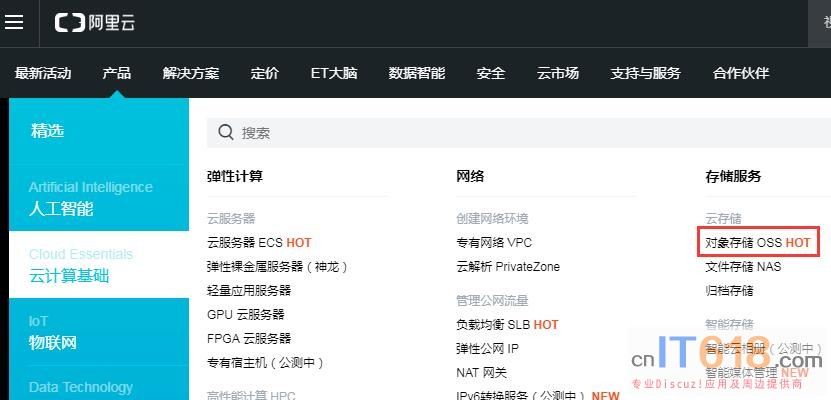 阿里云
最新活动 产品 解决方案 定价 ET大脑 数据智能 安全 云市场 支持与服务 合作伙伴
精选
Artificial Intelligence
人工智能
Cloud Essentials
云计算基础
IoT
物联网
Data Technology
搜索
弹性计算
云服务器
云服务器 ECS HOT
弹性裸金属服务器（神龙）
轻量应用服务器
GPU 云服务器
FPGA 云服务器
专有宿主机（公测中）
高性能计算 HPC
网络
创建网络环境
专有网络 VPC
云解析 PrivateZone
管理公网流量
负载均衡 SLB HOT
弹性公网 IP
NAT 网关
IPv6转换服务（公测中）NEW
存储服务
云存储
对象存储 OSS HOT
文件存储 NAS
归档存储
智能存储
智能云相册（公测中）
智能媒体管理 NEW
cnIT618.com
专业Discuz!应用及周边提供商